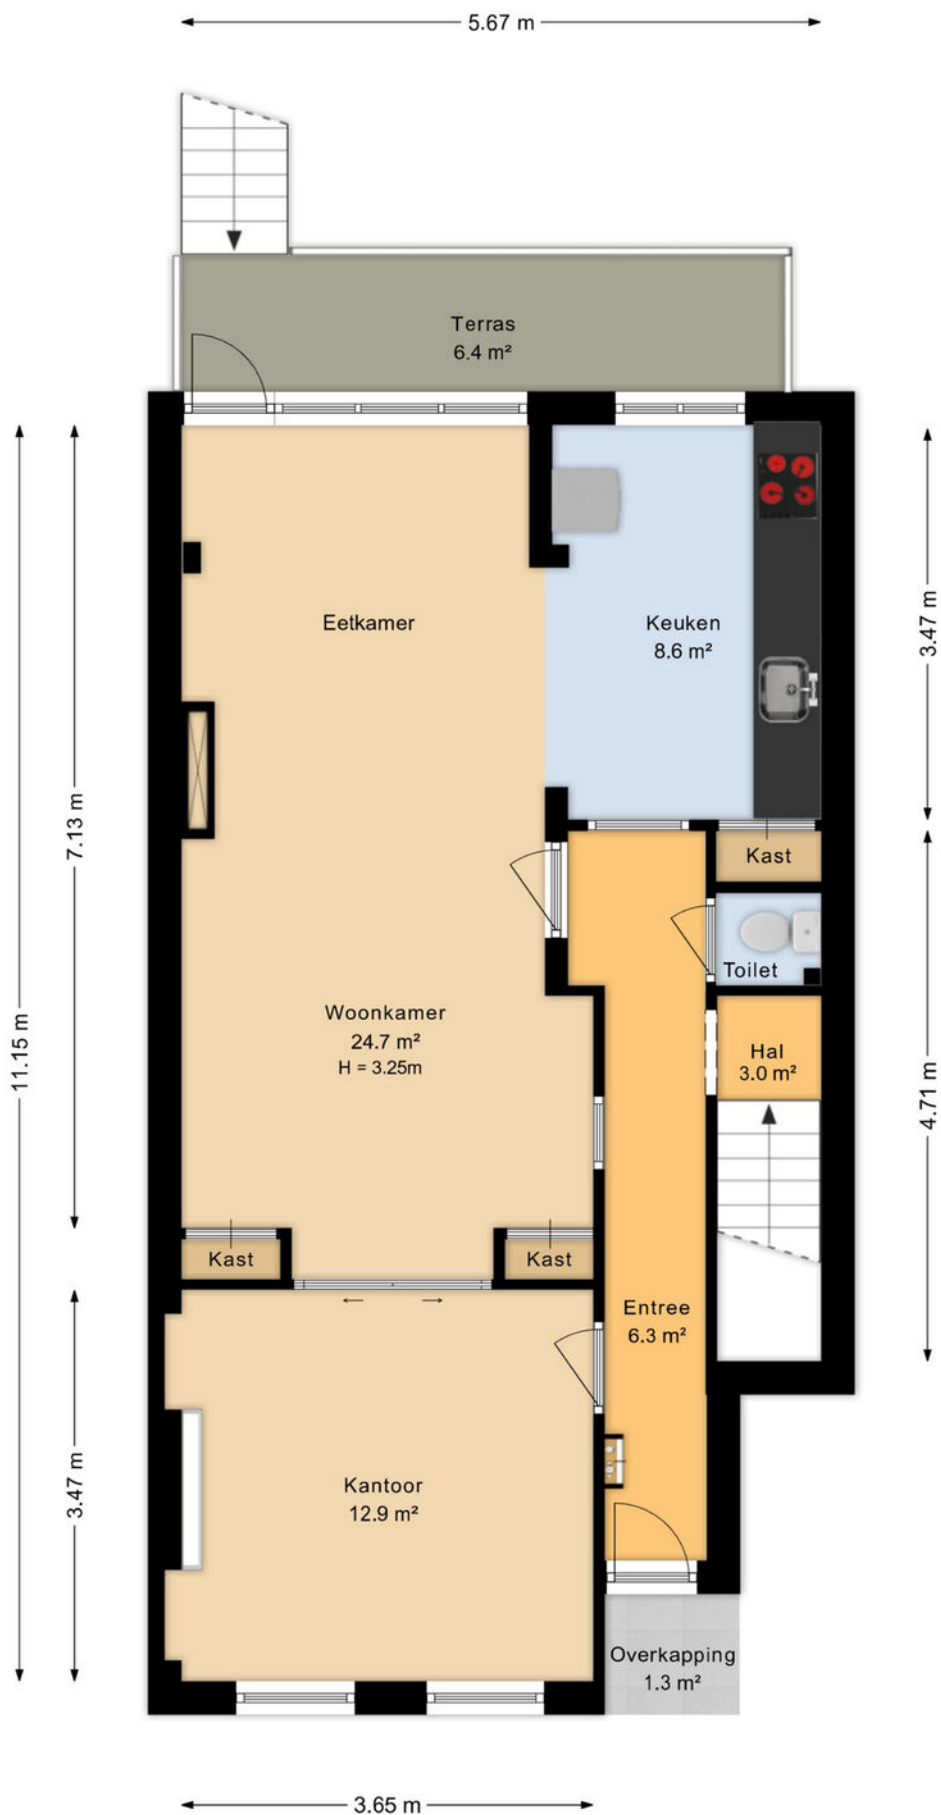 5.67 m
Terras
6.4 m²
Eetkamer
Keuken
8.6 m²
3.47 m
7.13 m
Kast
Toilet
Woonkamer
24.7 m²
H = 3.25m
Hal
3.0 m²
11.15 m
4.71 m
Kast
Kast
Entree
6.3 m²
Kantoor
12.9 m²
3.47 m
Overkapping
1.3 m²
3.65 m